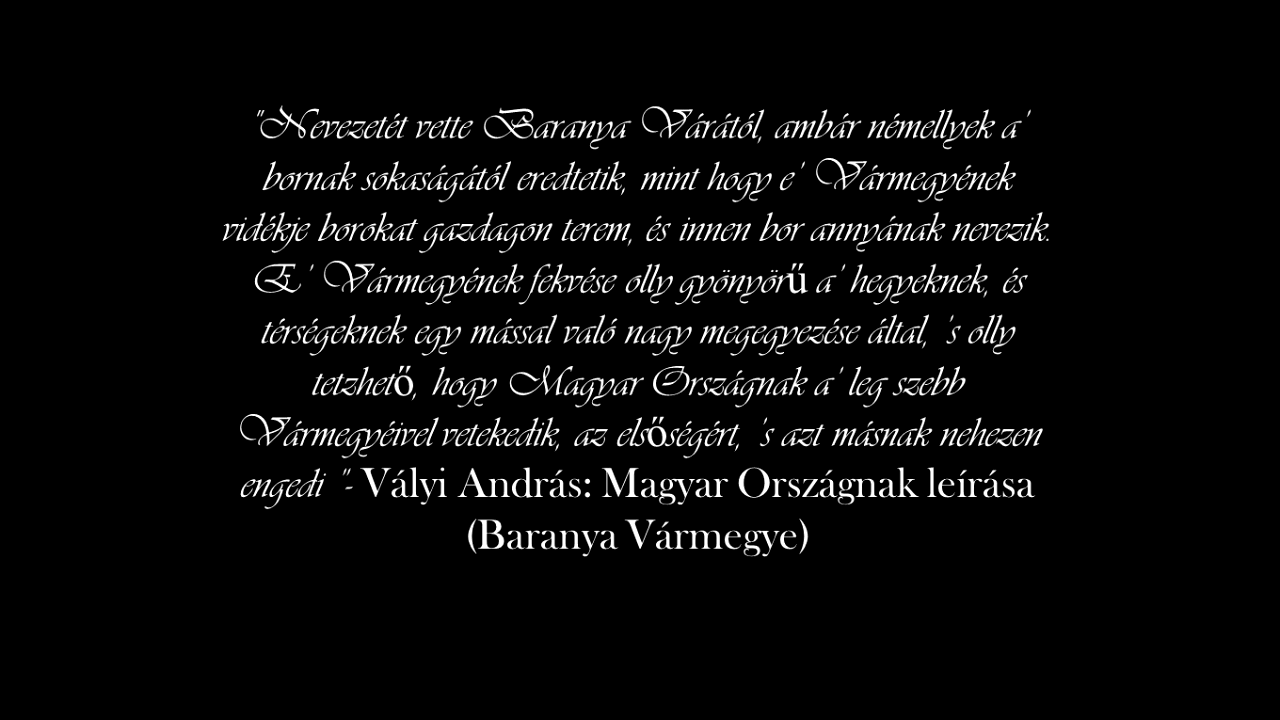 "Nevezetét vette Baranya Várától, ambár némellyek a'
bornak sokaságától eredtetik, mint hogy e' Vármegyének
vidékje borokat gazdagon terem, és innen bor annyának nevezik.
E' Vármegyének fekvése olly gyönyörű a' hegyeknek, és
térségeknek egy mással való nagy megegyezése által, 's olly
tetzhető, hogy Magyar Országnak a' leg szebb
Vármegyéivel vetekedik, az elsőségért, 's azt másnak nehezen
engedi "- Vályi András: Magyar Országnak leírása
(Baranya Vármegye)